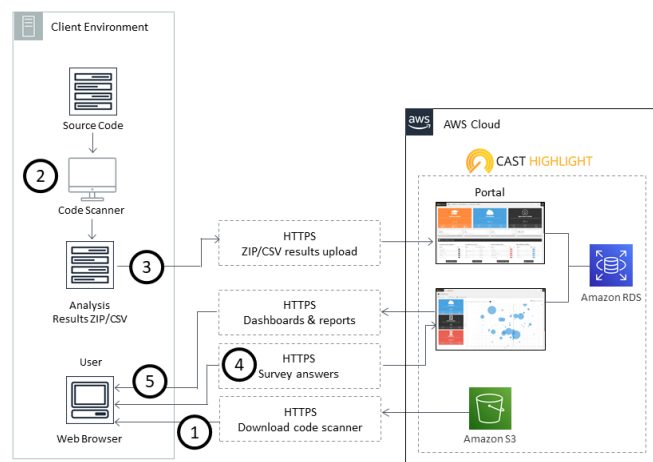 Client Environment
Source Code
2
Code Scanner
3
Analysis
Results ZIP/CSV
User
5
Web Browser
HTTPS
ZIP/CSV results upload
HTTPS
Dashboards & reports
4
HTTPS
Survey answers
1
HTTPS
Download code scanner
aws
AWS Cloud
CAST HIGHLIGHT
Portal
Amazon RDS
Amazon S3